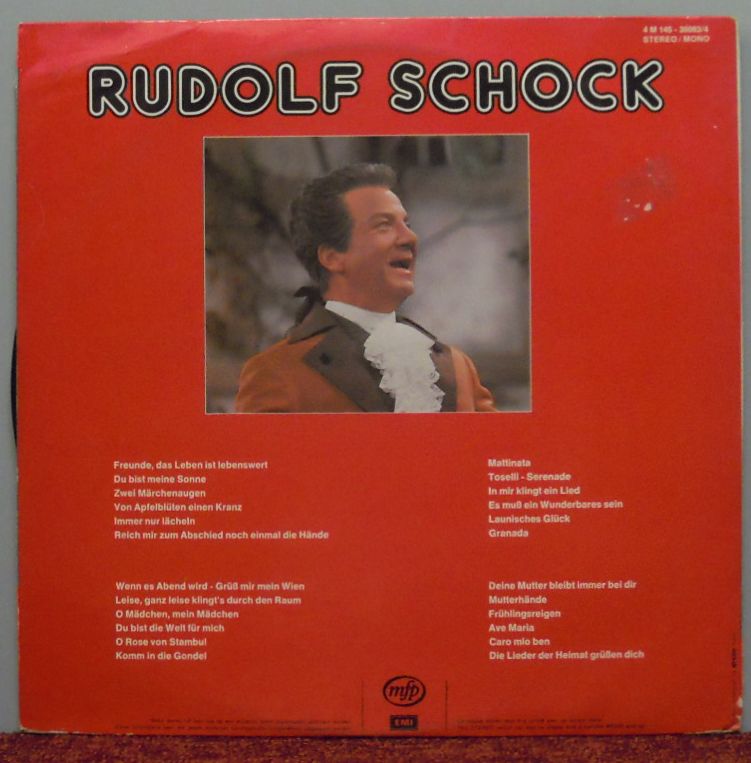 4 M 145 - 30683/4
STEREO / MONO
RUDOLF SCHOCK
Freunde, das Leben ist lebenswert
Du bist meine Sonne
Zwei Märchenaugen
Von Apfelblüten einen Kranz
Immer nur lächeln
Reich mir zum Abschied noch einmal die Hände
Mattinata
Toselli - Serenade
In mir klingt ein Lied
Es muß ein Wunderbares sein
Launisches Glück
Granada
Wenn es Abend wird - Grüß mir mein Wien
Leise, ganz leise klingt's durch den Raum
O Mädchen, mein Mädchen
Du bist die Welt für mich
O Rose von Stambul
Komm in die Gondel
Deine Mutter bleibt immer bei dir
Mutterhände
Frühlingsreigen
Ave Maria
Caro mio ben
Die Lieder der Heimat grüßen dich
mfp
EMI